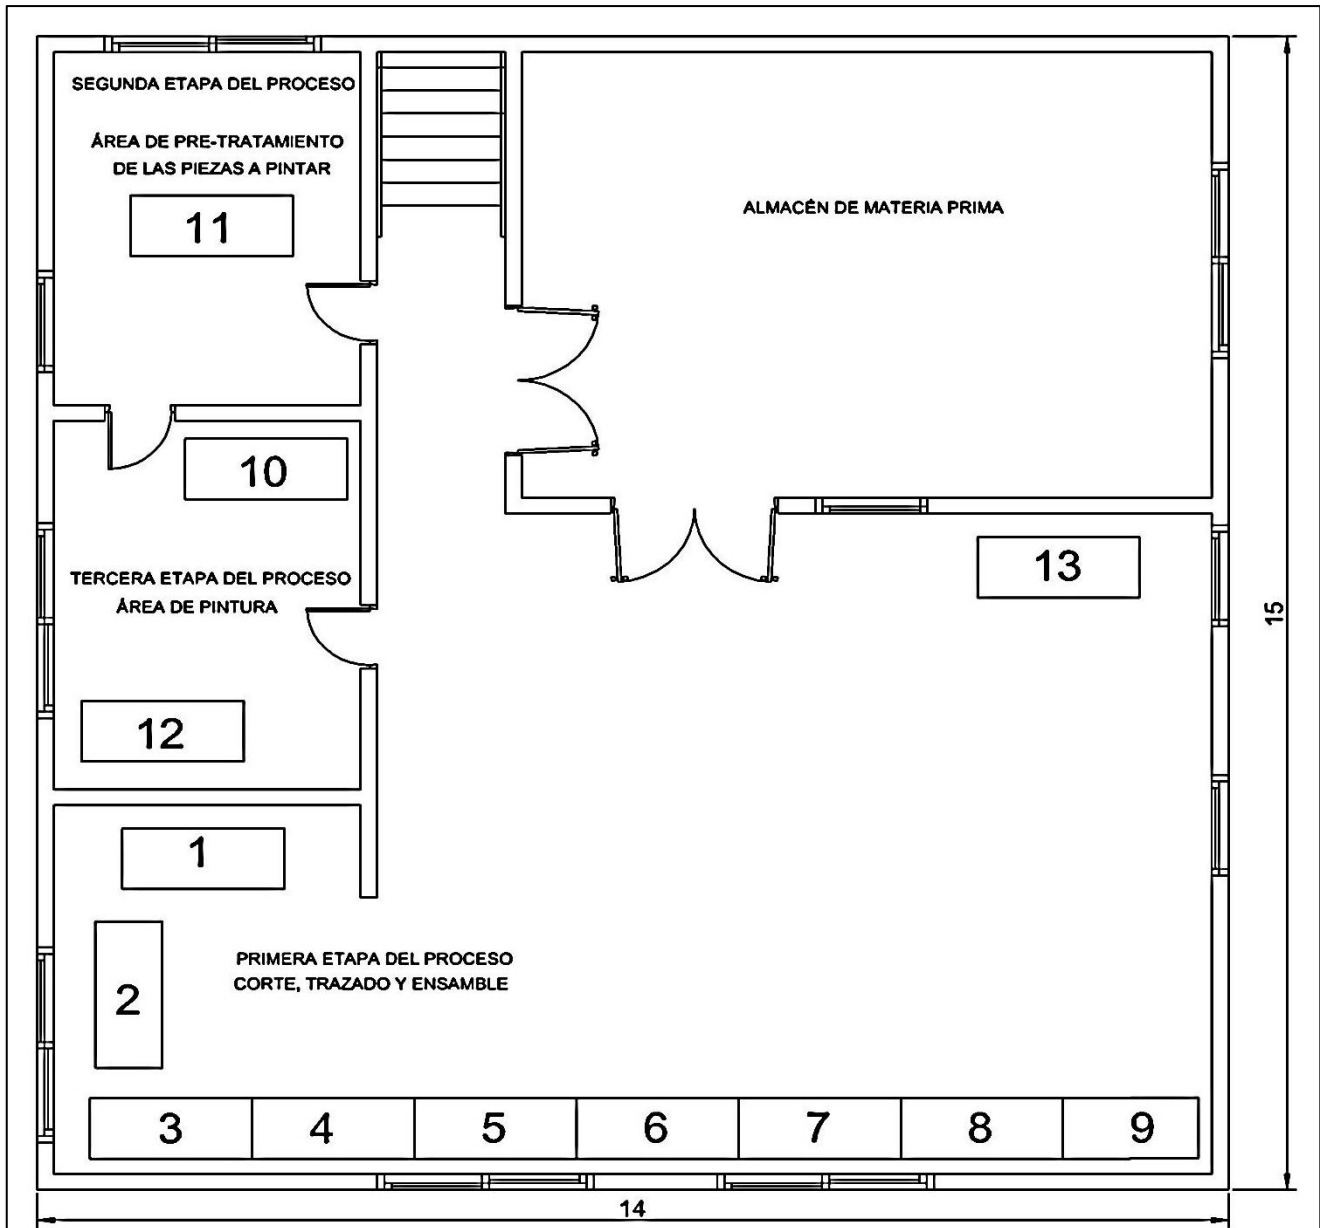 SEGUNDA ETAPA DEL PROCESO
ÁREA DE PRE-TRATAMIENTO
DE LAS PIEZAS A PINTAR
11
ALMACÉN DE MATERIA PRIMA
10
13
TERCERA ETAPA DEL PROCESO
ÁREA DE PINTURA
15
12
1
2
PRIMERA ETAPA DEL PROCESO
CORTE, TRAZADO Y ENSAMBLE
3 4 5 6 7 8 9
14